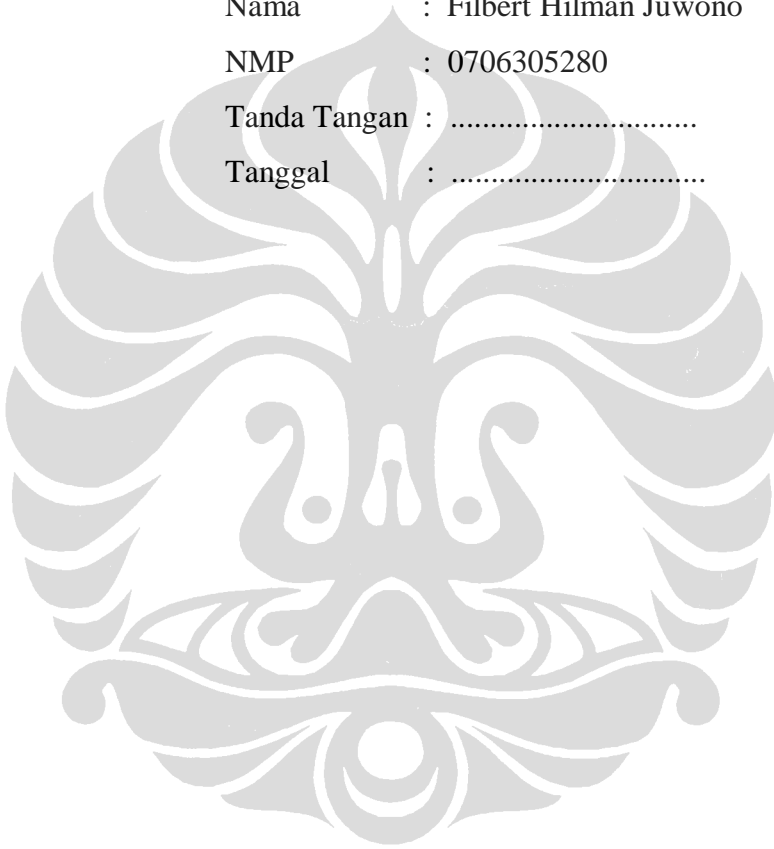 Nama : Filbert Hilman Juwono
NMP : 0706305280
Tanda Tangan : ...............................
Tanggal : ................................